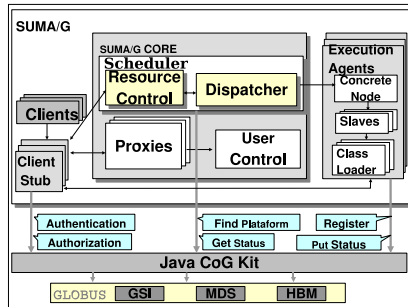 SUMA/G
SUMA/G CORE
Scheduler
Resource
Control
Dispatcher
Execution
Agents
Concrete
Node
Slaves
Class
Loader
Clients
Client
Stub
Proxies
User
Control
Authentication
Find Plataform
Register
Authorization
Get Status
Put Status
Java CoG Kit
GLOBUS
GSI
MDS
HBM